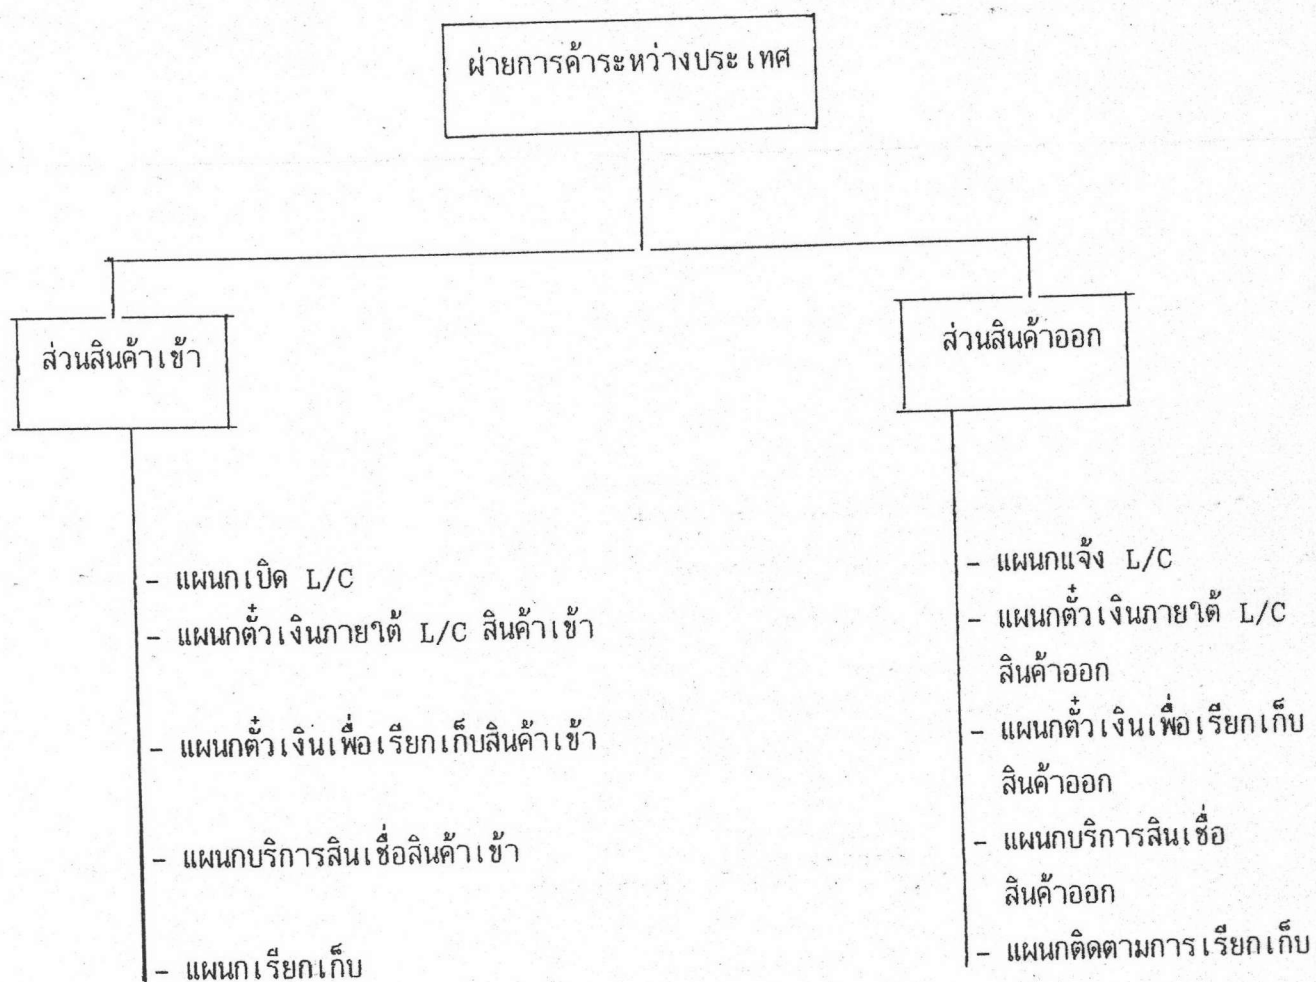 ฝ่ายการค้าระหว่างประเทศ
ส่วนสินค้าเข้า
- แผนกเปิด L/C
- แผนกตั๋วเงินภายใต้ L/C สินค้าเข้า
- แผนกตั๋วเงินเพื่อเรียกเก็บสินค้าเข้า
- แผนกบริการสินเชื่อสินค้าเข้า
- แผนกเรียกเก็บ
ส่วนสินค้าออก
- แผนกแจ้ง L/C
- แผนกตั๋วเงินภายใต้ L/C
สินค้าออก
- แผนกตั๋วเงินเพื่อเรียกเก็บ
สินค้าออก
- แผนกบริการสินเชื่อ
สินค้าออก
- แผนกติดตามการเรียกเก็บ